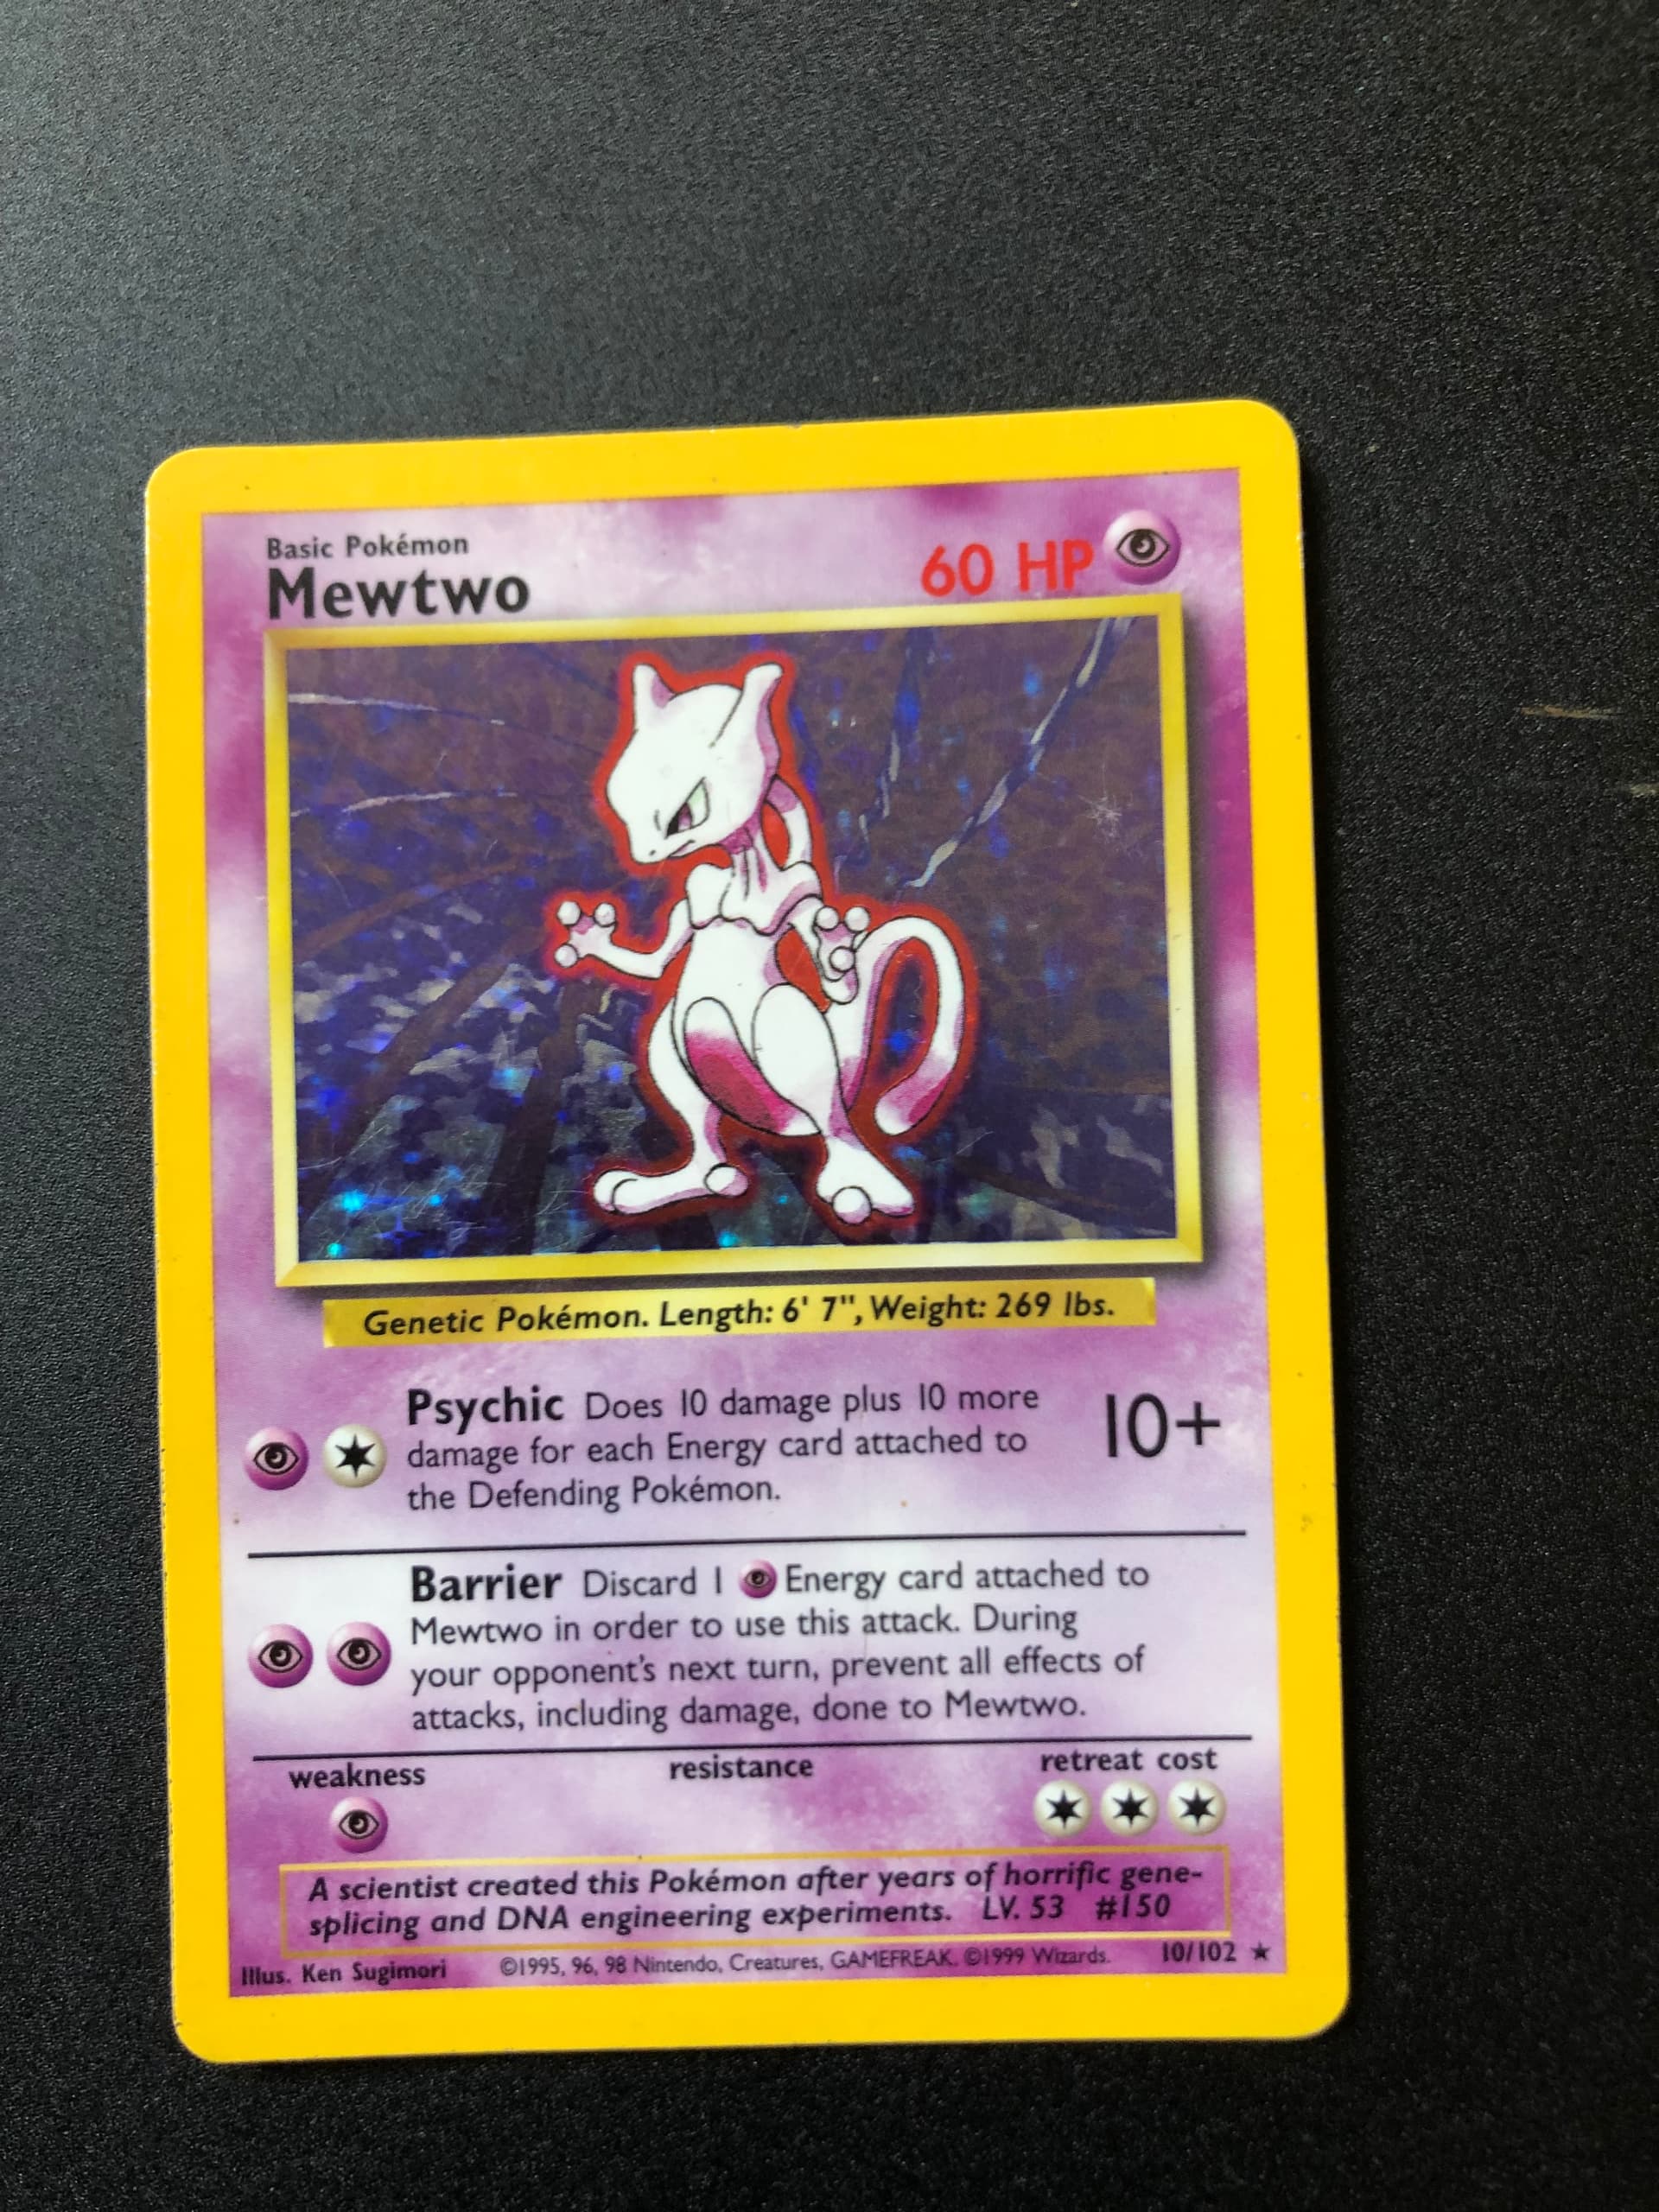 Basic Pokémon
Mewtwo
60 HP
Genetic Pokémon. Length: 6' 7", Weight: 269 lbs.
Psychic Does 10 damage plus 10 more
damage for each Energy card attached to
the Defending Pokémon.
10+
Barrier Discard 1 Energy card attached to
Mewtwo in order to use this attack. During
your opponent's next turn, prevent all effects of
attacks, including damage, done to Mewtwo.
weakness resistance retreat cost
A scientist created this Pokémon after years of horrific gene-
splicing and DNA engineering experiments. LV. 53 #150
Illus. Ken Sugimori ©1995, 96, 98 Nintendo, Creatures, GAMEFREAK. ©1999 Wizards. 10/102 ★